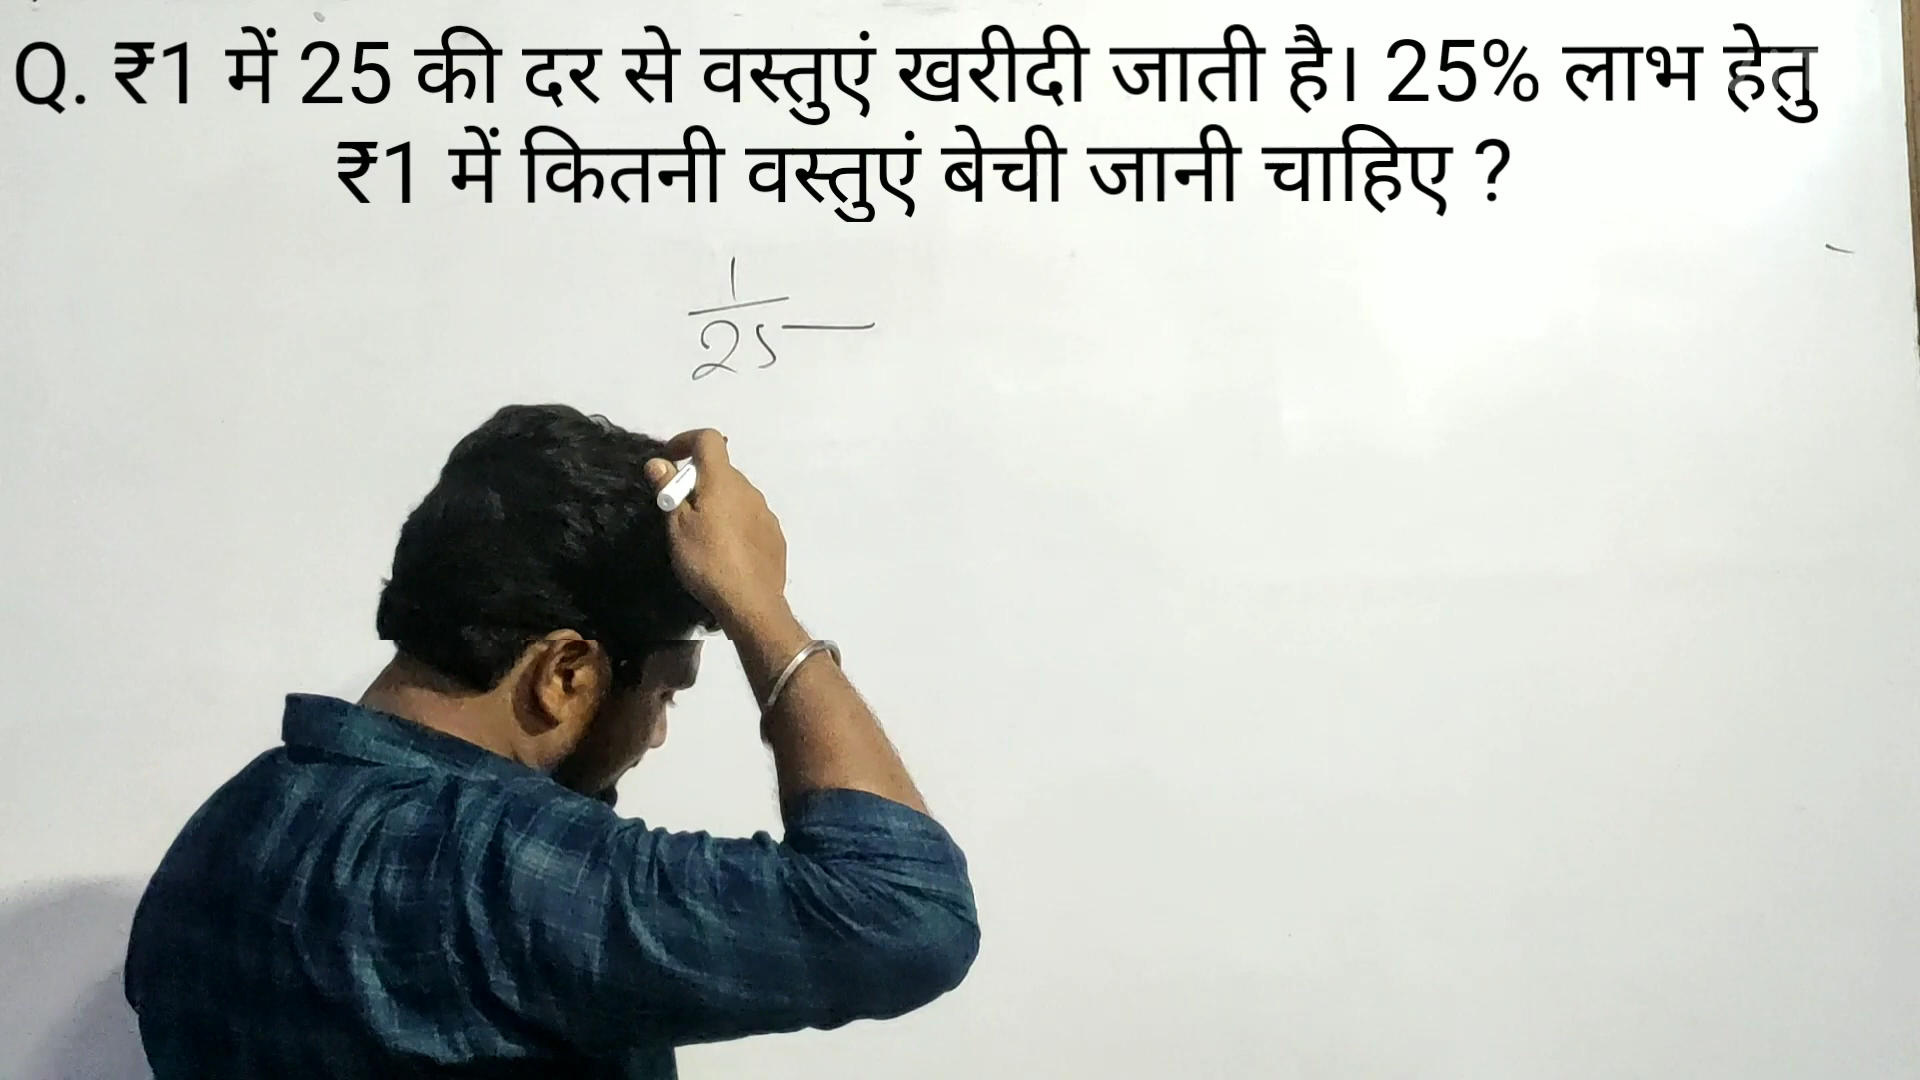 Q. ₹1 में 25 की दर से वस्तुएं खरीदी जाती है। 25% लाभ हेतु
₹1 में कितनी वस्तुएं बेची जानी चाहिए ?
1
25